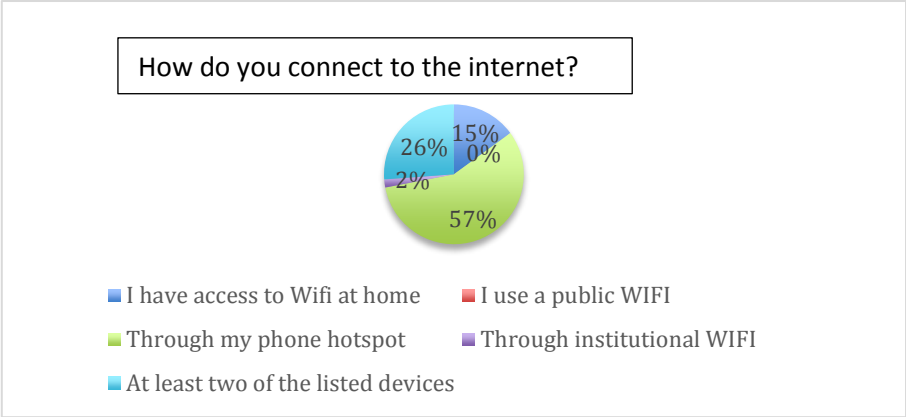 How do you connect to the internet?
15%
0%
26%
2%
57%
I have access to Wifi at home
I use a public WIFI
Through my phone hotspot
Through institutional WIFI
At least two of the listed devices